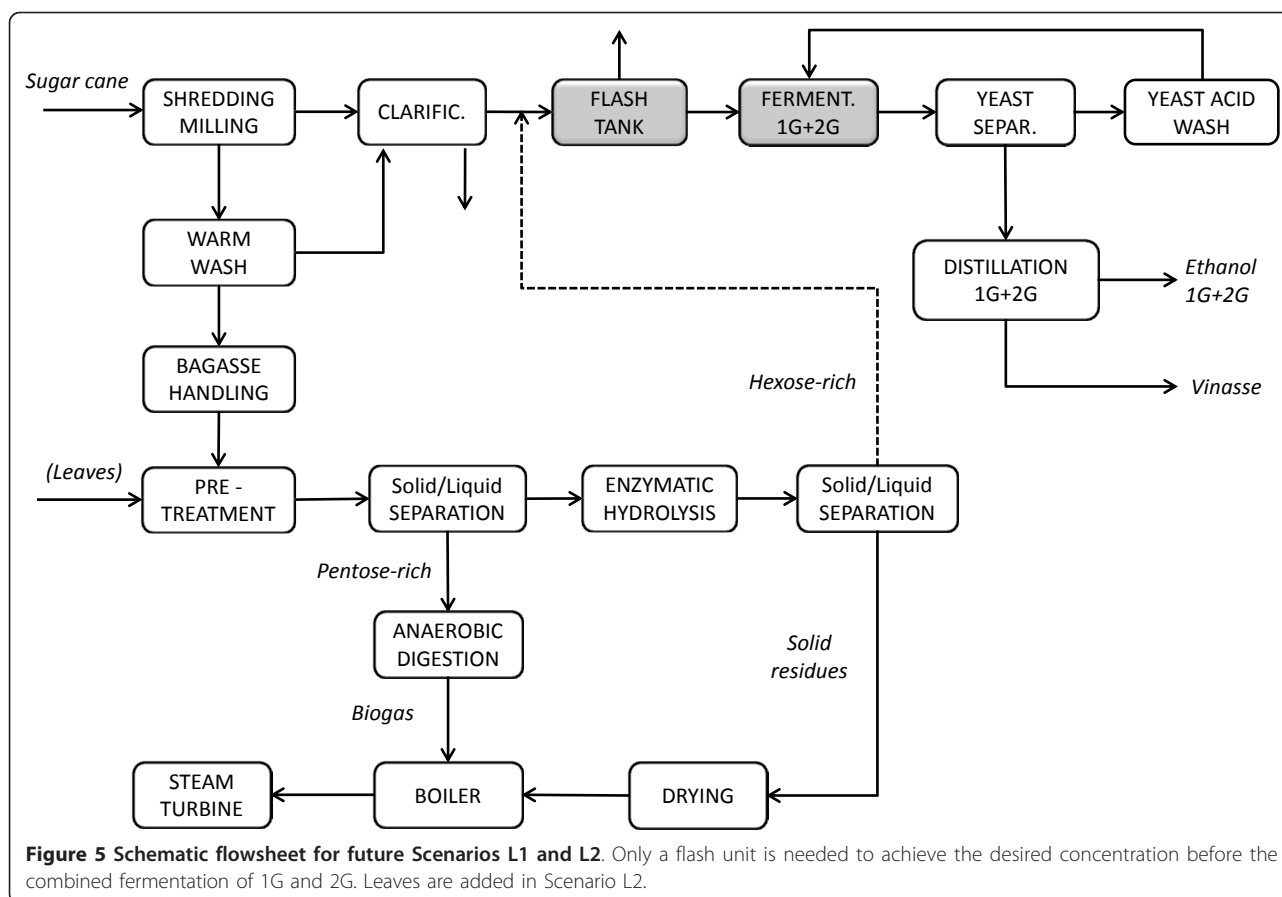 Sugar cane
SHREDDING
MILLING
CLARIFIC.
FLASH
TANK
FERMENT.
1G+2G
YEAST
SEPAR.
YEAST ACID
WASH
WARM
WASH
DISTILLATION
1G+2G
Ethanol
1G+2G
BAGASSE
HANDLING
Hexose-rich
Vinasse
(Leaves)
PRE -
TREATMENT
Solid/Liquid
SEPARATION
ENZYMATIC
HYDROLYSIS
Solid/Liquid
SEPARATION
Pentose-rich
ANAEROBIC
DIGESTION
Solid
residues
Biogas
STEAM
TURBINE
BOILER
DRYING
Figure 5 Schematic flowsheet for future Scenarios L1 and L2. Only a flash unit is needed to achieve the desired concentration before the
combined fermentation of 1G and 2G. Leaves are added in Scenario L2.